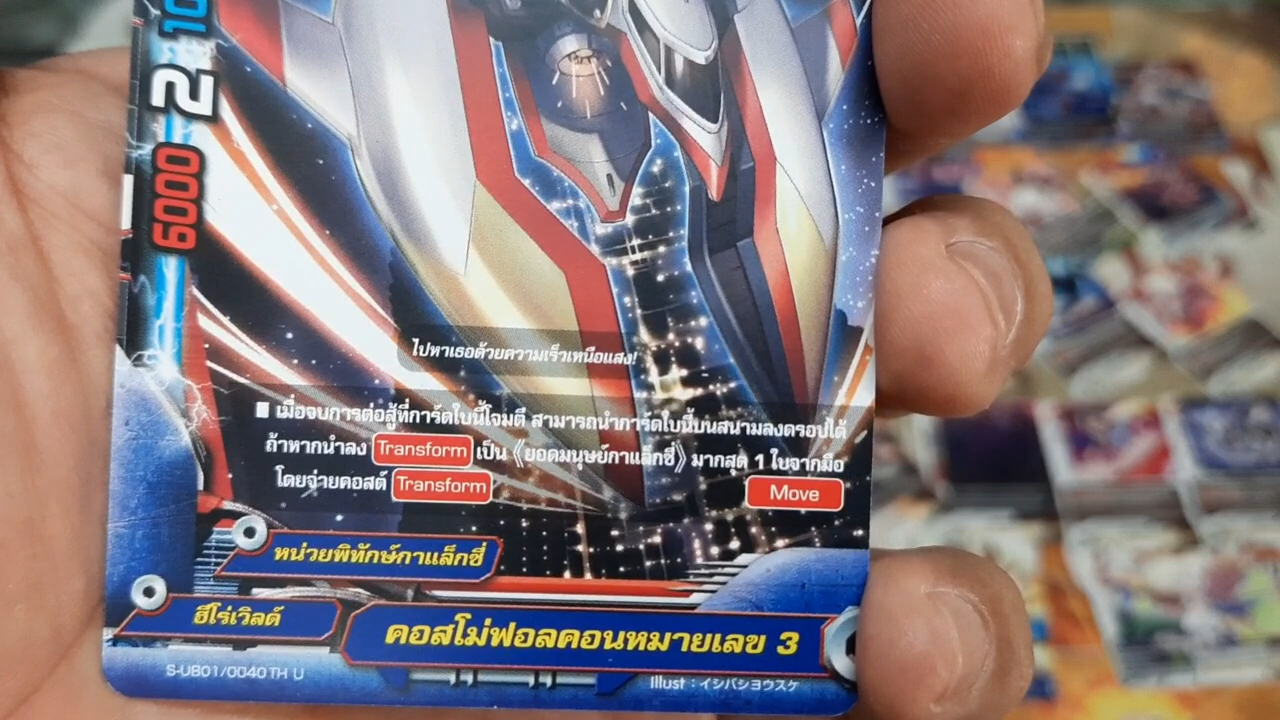 10
2
6000
ไปหาเธอด้วยความเร็วเหนือแสง!
■ เมื่อจบการต่อสู้ที่การ์ดใบนี้โจมตี สามารถนำการ์ดใบนี้บนสนามลงดรอปได้
ถ้าหากนำลง Transform เป็น《ยอดมนุษย์กาแล็กซี่》มากสุด 1 ใบจากมือ
โดยจ่ายคอสต์ Transform
Move
หน่วยพิทักษ์กาแล็กซี่
ฮีโร่เวิลด์
คอสโม่ฟอลคอนหมายเลข 3
S-UB01/0040TH U
Illust : イシバシヨウスケ